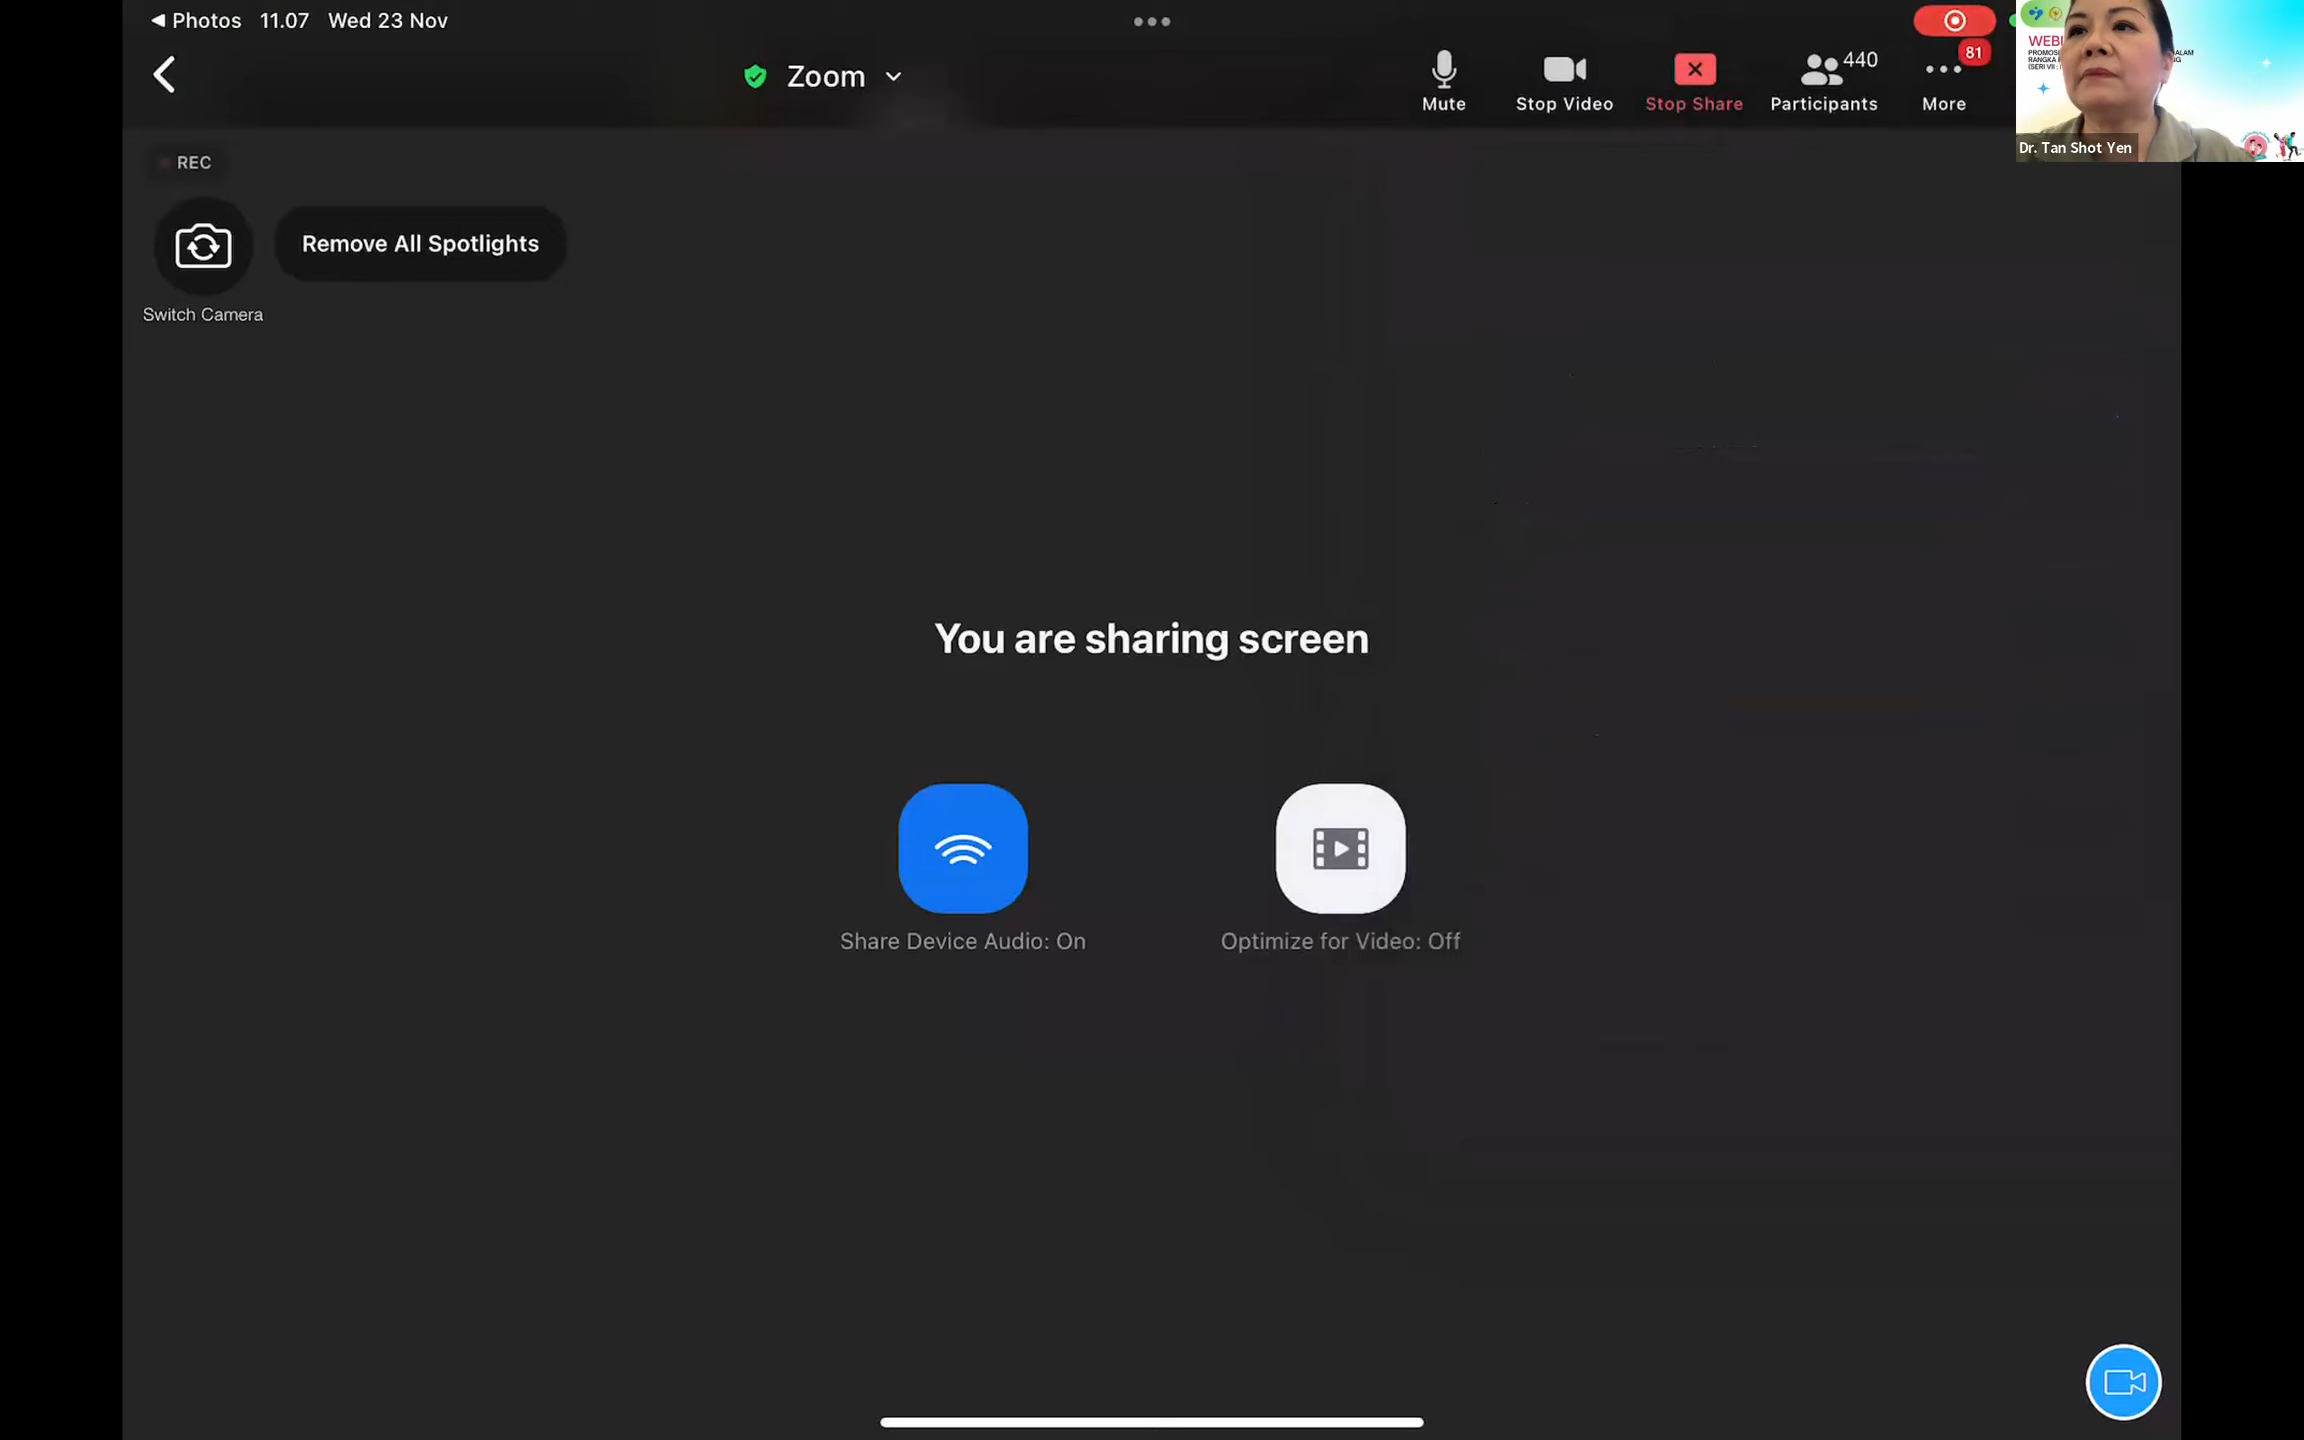 Photos 11.07 Wed 23 Nov
Zoom
Mute
Stop Video
Stop Share
440
Participants
81
More
REC
Remove All Spotlights
Switch Camera
You are sharing screen
Share Device Audio: On
Optimize for Video: Off
Dr. Tan Shot Yen